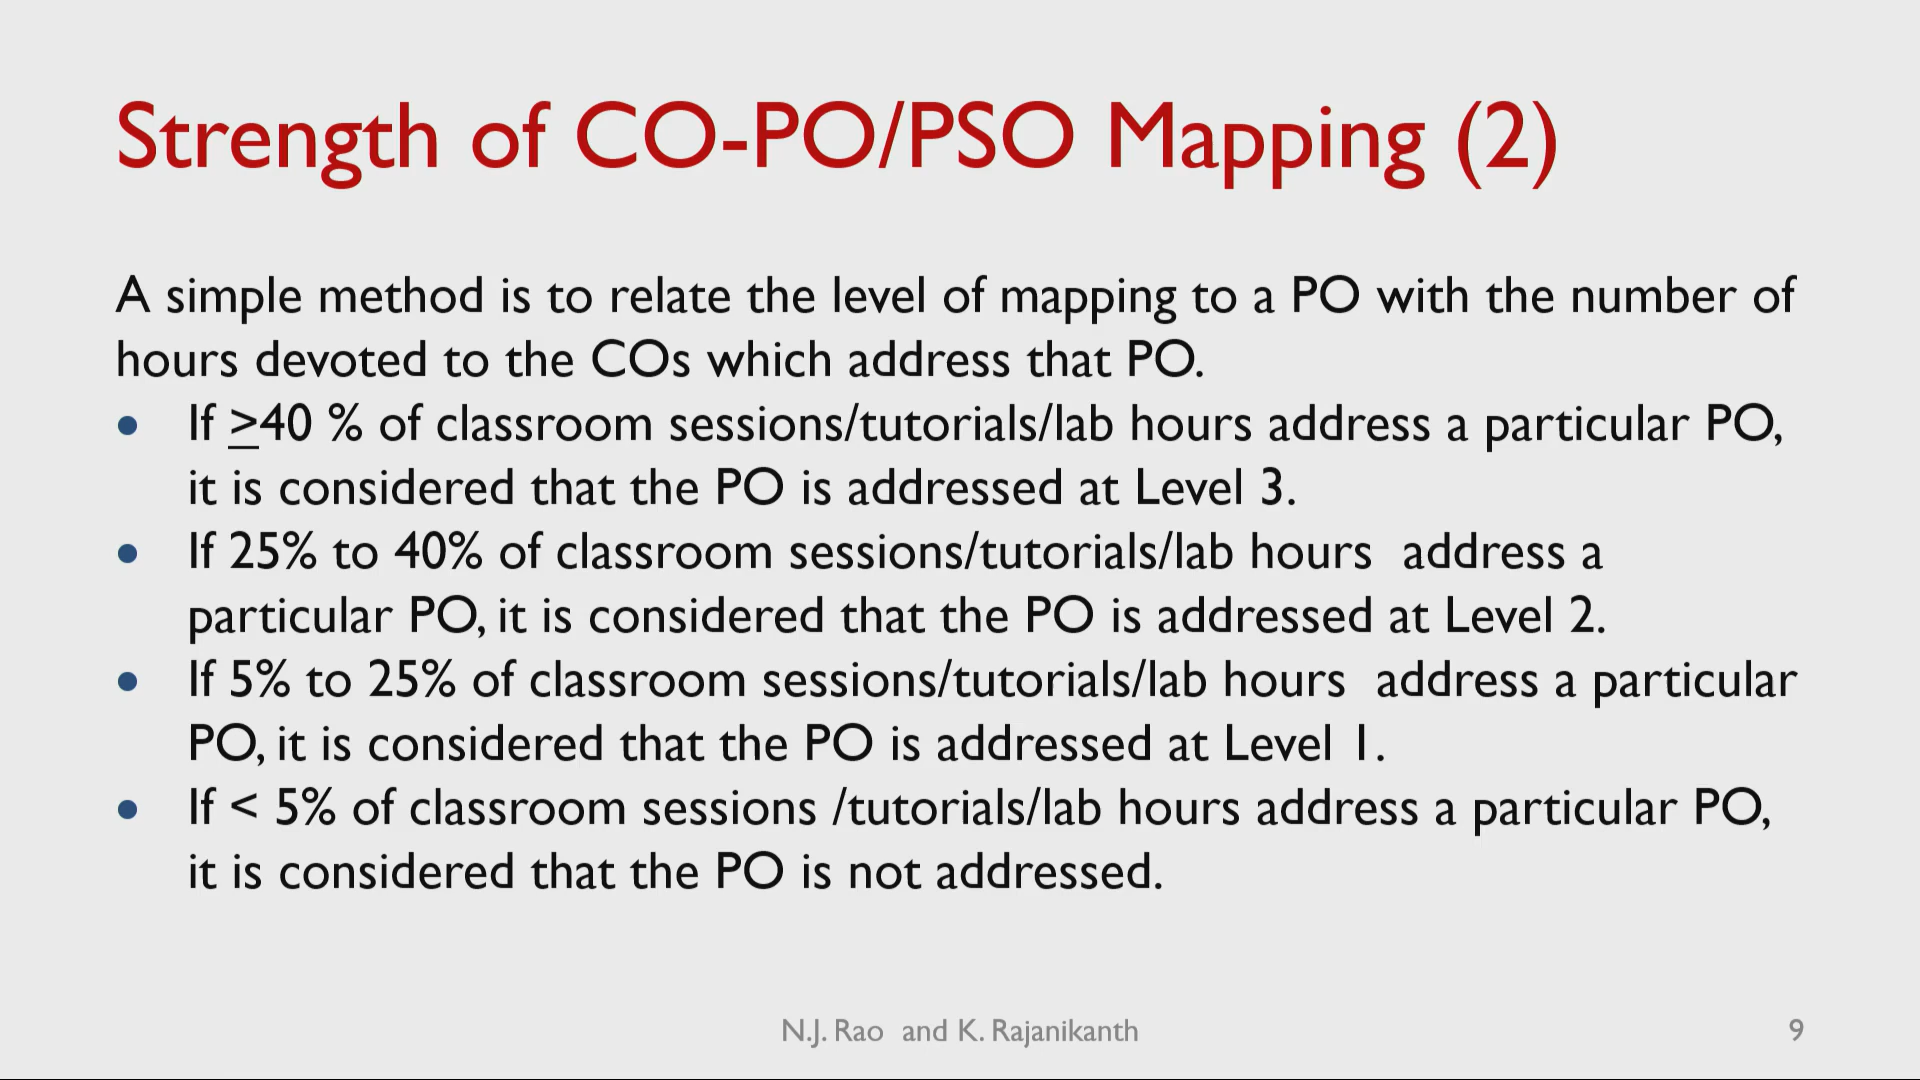 Strength of CO-PO/PSO Mapping (2)
A simple method is to relate the level of mapping to a PO with the number of
hours devoted to the COs which address that PO.
• If ≥40 % of classroom sessions/tutorials/lab hours address a particular PO,
it is considered that the PO is addressed at Level 3.
• If 25% to 40% of classroom sessions/tutorials/lab hours  address a
particular PO, it is considered that the PO is addressed at Level 2.
• If 5% to 25% of classroom sessions/tutorials/lab hours  address a particular
PO, it is considered that the PO is addressed at Level 1.
• If < 5% of classroom sessions /tutorials/lab hours address a particular PO,
it is considered that the PO is not addressed.
N.J. Rao  and K. Rajanikanth
9